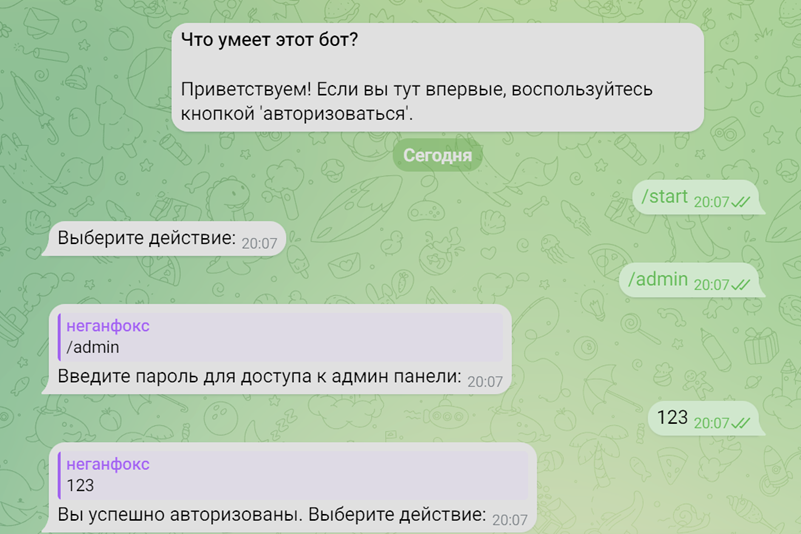 Что умеет этот бот?
Приветствуем! Если вы тут впервые, воспользуйтесь
кнопкой 'авторизоваться'.
Сегодня
/start 20:07
Выберите действие: 20:07
/admin 20:07
неганфокс
/admin
Введите пароль для доступа к админ панели: 20:07
123 20:07
неганфокс
123
Вы успешно авторизованы. Выберите действие: 20:07